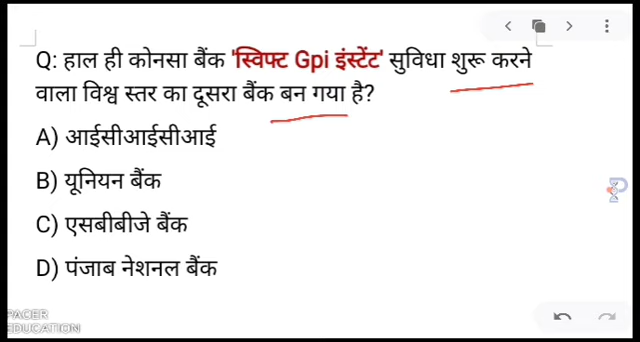 Q: हाल ही कोनसा बैंक 'स्विफ्ट Gpi इंस्टेंट' सुविधा शुरू करने
वाला विश्व स्तर का दूसरा बैंक बन गया है?
A) आईसीआईसीआई
B) यूनियन बैंक
C) एसबीबीजे बैंक
D) पंजाब नेशनल बैंक
PACER
EDUCATION